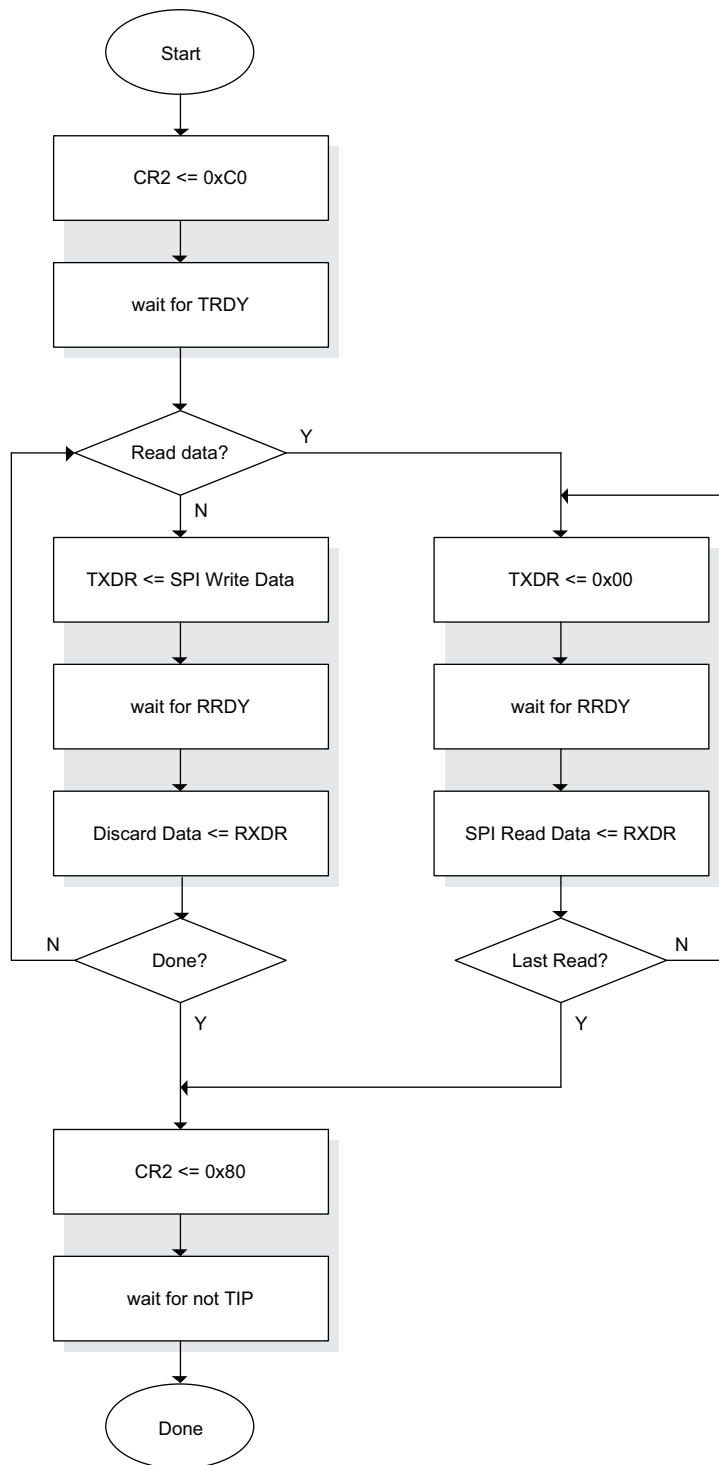 Start
CR2 <= 0xC0
wait for TRDY
Read data?
Y
N
TXDR <= SPI Write Data
TXDR <= 0x00
wait for RRDY
wait for RRDY
Discard Data <= RXDR
SPI Read Data <= RXDR
N
Done?
Last Read?
N
Y
Y
CR2 <= 0x80
wait for not TIP
Done